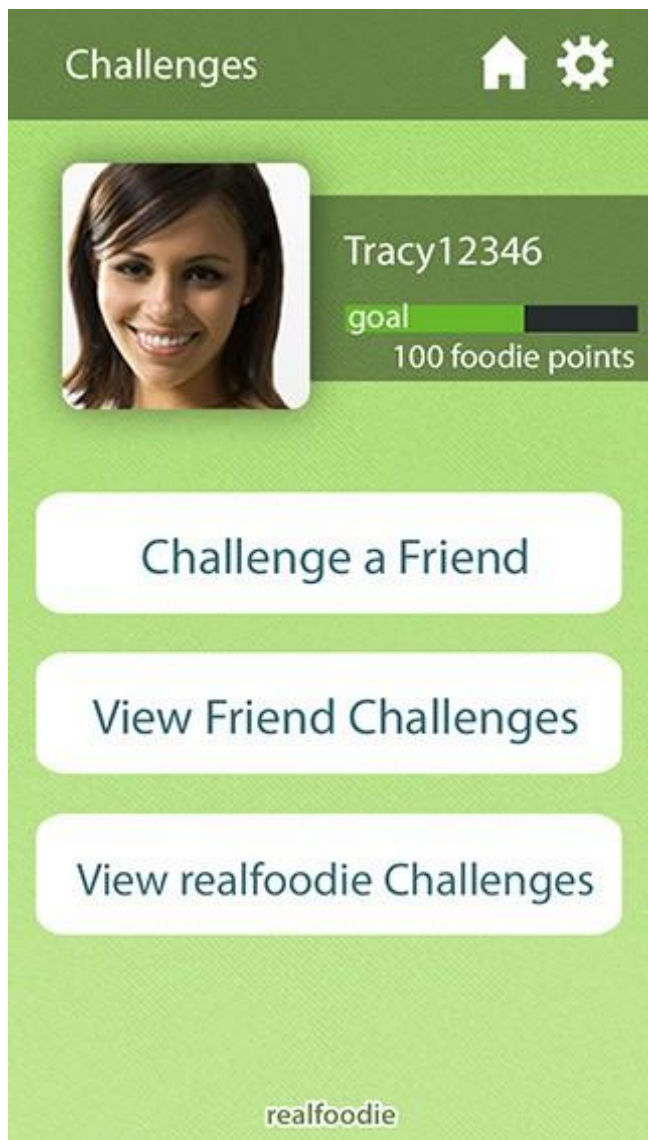 Challenges
Tracy12346
goal
100 foodie points
Challenge a Friend
View Friend Challenges
View realfoodie Challenges
realfoodie